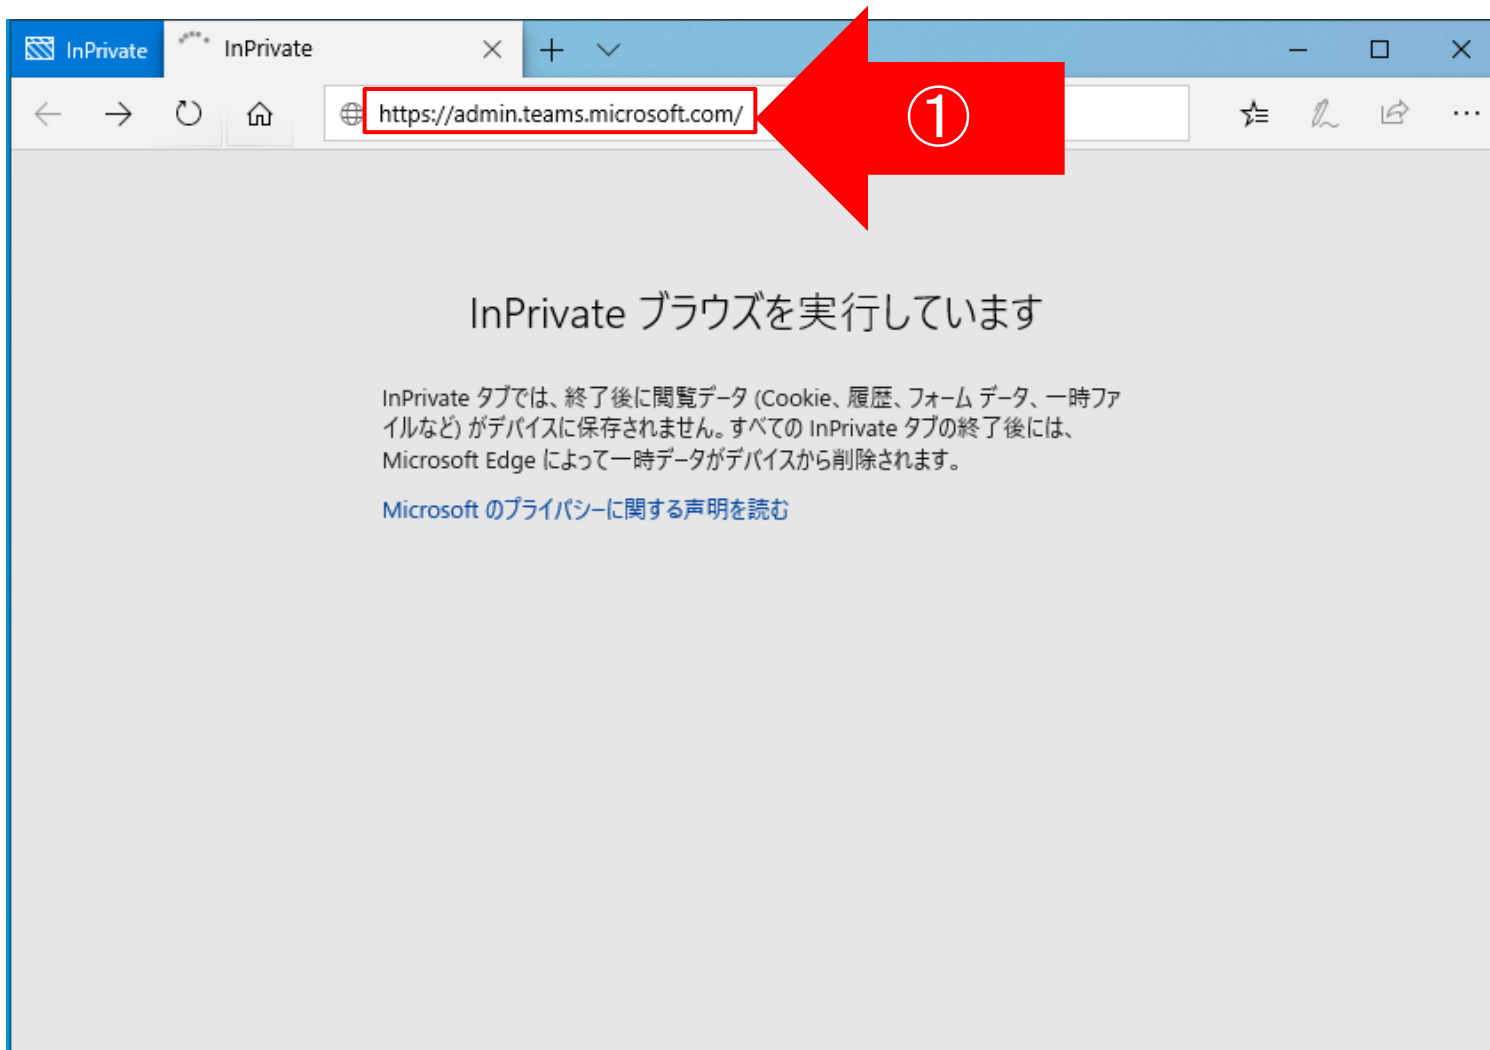 InPrivate
InPrivate
https://admin.teams.microsoft.com/
①
InPrivate ブラウズを実行しています
InPrivate タブでは、終了後に閲覧データ (Cookie、履歴、フォーム データ、一時ファ
イルなど) がデバイスに保存されません。すべての InPrivate タブの終了後には、
Microsoft Edge によって一時データがデバイスから削除されます。
Microsoft のプライバシーに関する声明を読む